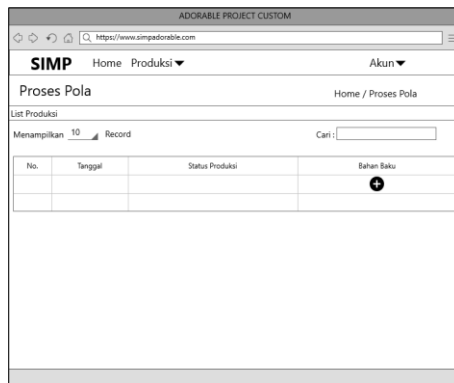 ADORABLE PROJECT CUSTOM
https://www.simpadorable.com
SIMP Home Produksi Akun
Proses Pola Home / Proses Pola
List Produksi
Menampilkan 10 Record Cari :
No. Tanggal Status Produksi Bahan Baku